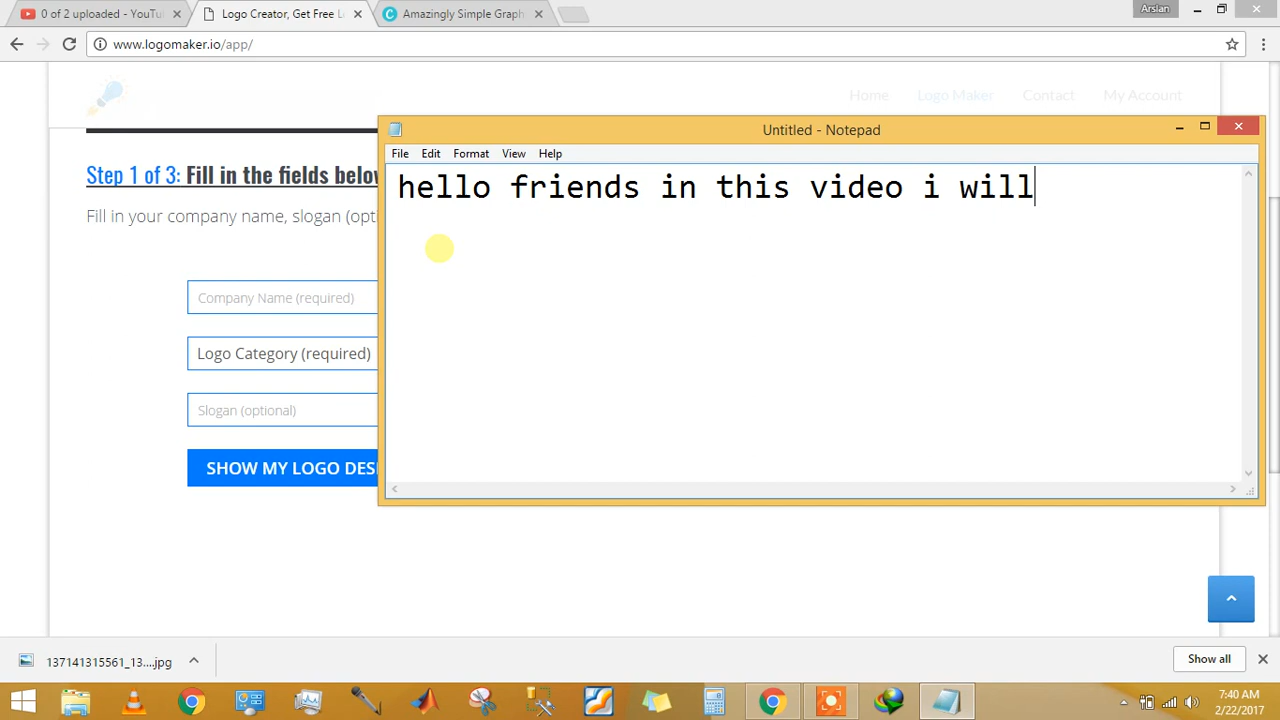 0 of 2 uploaded - YouTu
Logo Creator, Get Free L
Amazingly Simple Graph
Arslan
www.logomaker.io/app/
Home
Logo Maker
Contact
My Account
Step 1 of 3: Fill in the fields below
Fill in your company name, slogan (opt
Company Name (required)
Logo Category (required)
Slogan (optional)
SHOW MY LOGO DES
Untitled - Notepad
File Edit Format View Help
hello friends in this video i will
137141315561_13....jpg
Show all
7:40 AM
2/22/2017